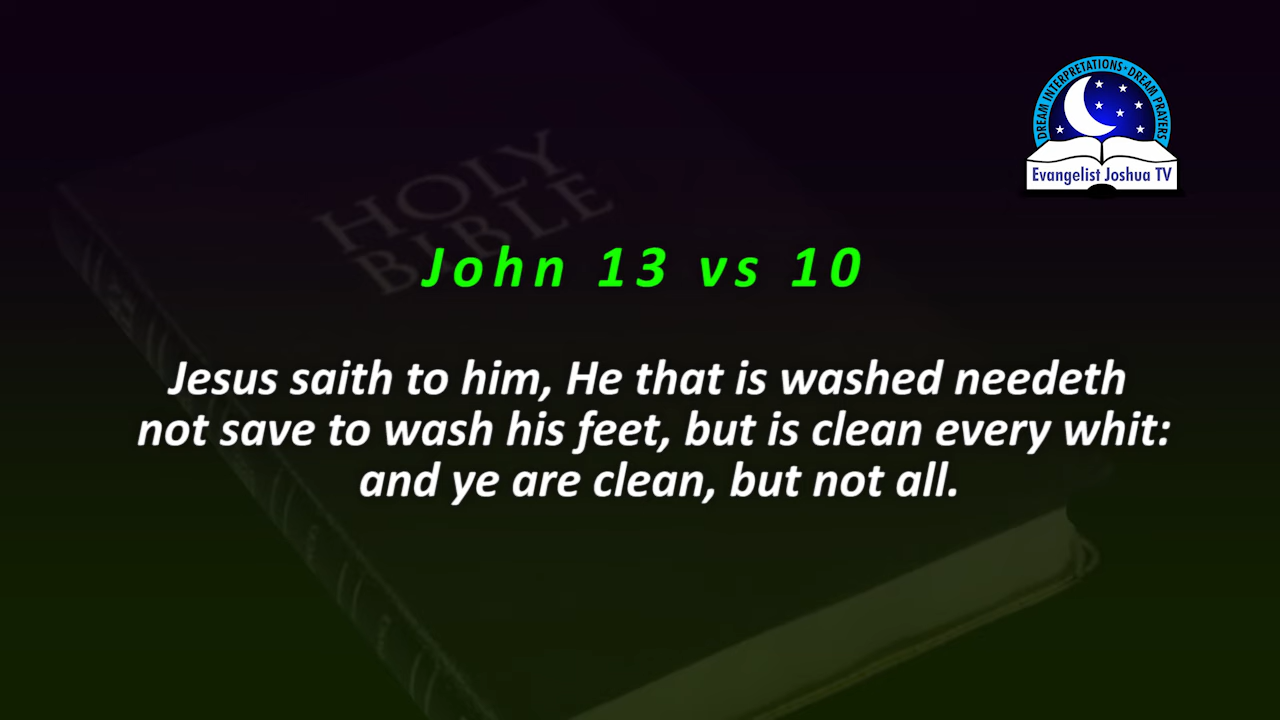 DREAM INTERPRETATIONS · DREAM PRAYERS
Evangelist Joshua TV
HOLY
BIBLE
John 13 vs 10
Jesus saith to him, He that is washed needeth
not save to wash his feet, but is clean every whit:
and ye are clean, but not all.